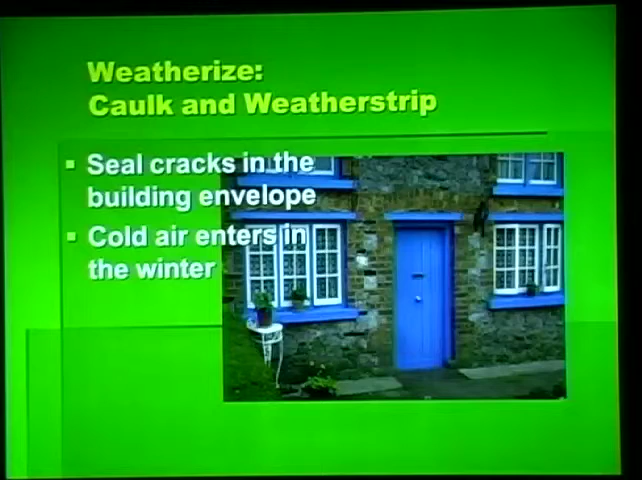 Weatherize:
Caulk and Weatherstrip
Seal cracks in the
building envelope
Cold air enters in
the winter